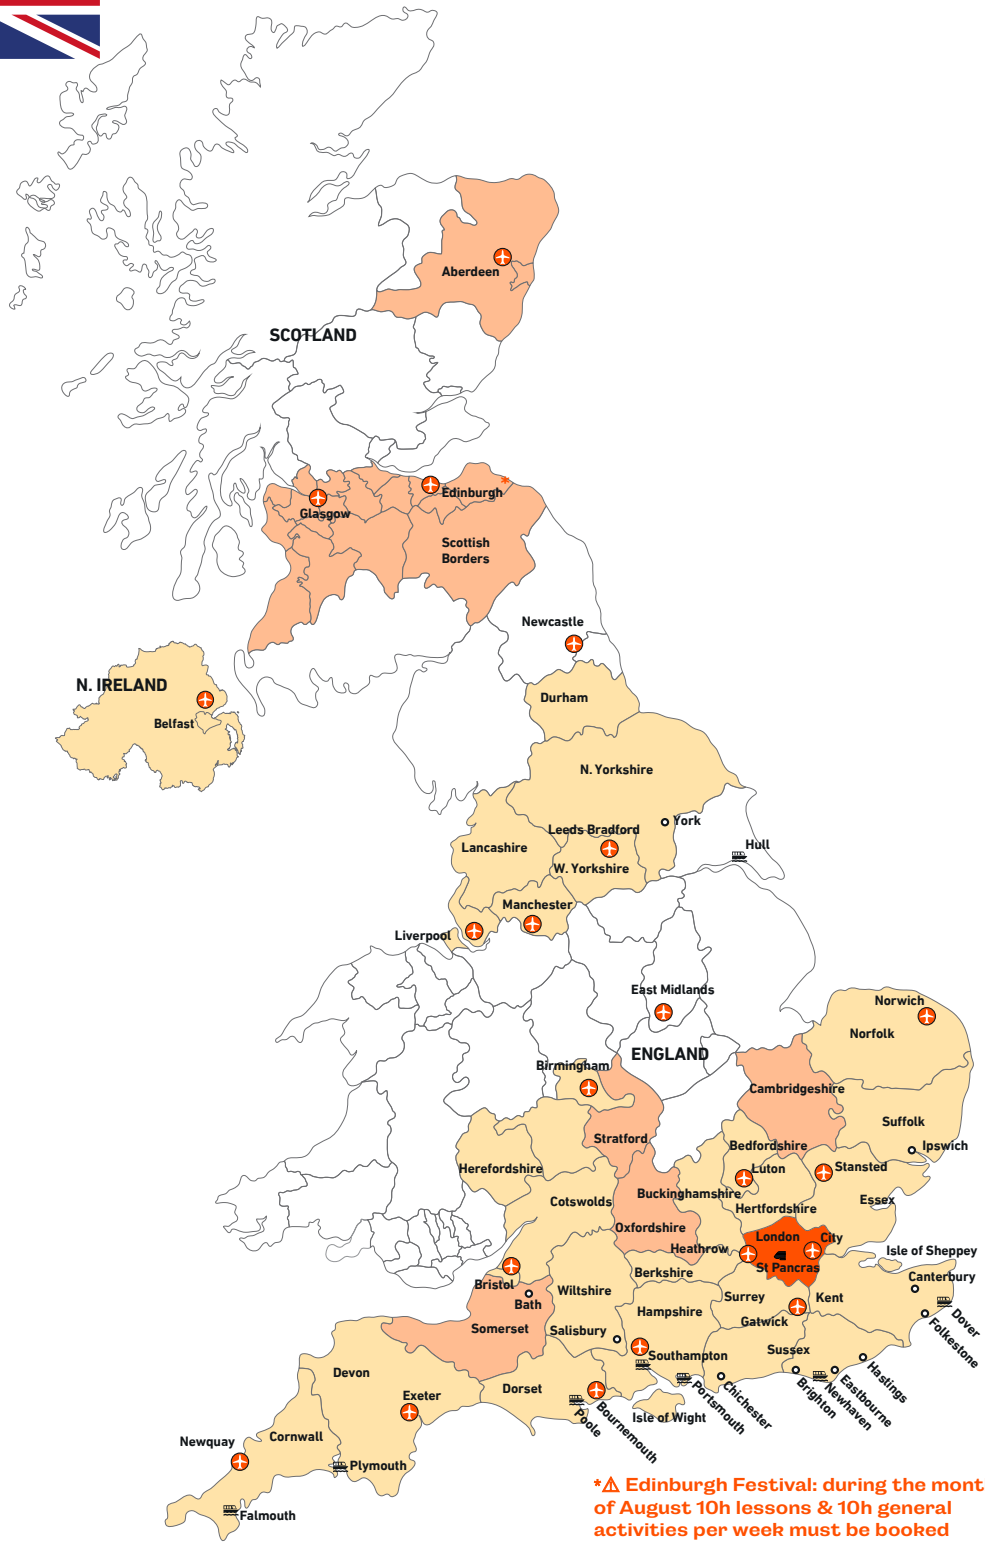 Aberdeen
SCOTLAND
Edinburgh
*
Glasgow
Scottish
Borders
Newcastle
N. IRELAND
Belfast
Durham
N. Yorkshire
York
Leeds Bradford
Hull
Lancashire
W. Yorkshire
Manchester
Liverpool
East Midlands
Norwich
Norfolk
ENGLAND
Birmingham
Cambridgeshire
Suffolk
Stratford
Bedfordshire
Ipswich
Herefordshire
Luton
Stansted
Buckinghamshire
Essex
Cotswolds
Hertfordshire
Oxfordshire
London
City
Heathrow
Isle of Sheppey
St Pancras
Berkshire
Canterbury
Bristol
Wiltshire
Surrey
Kent
Bath
Hampshire
Dover
Gatwick
Folkestone
Somerset
Salisbury
Sussex
Southampton
Hastings
Devon
Eastbourne
Newhaven
Brighton
Chichester
Portsmouth
Dorset
Exeter
Isle of Wight
Bournemouth
Poole
Cornwall
Newquay
Plymouth
Falmouth
*⚠ Edinburgh Festival: during the mont
of August 10h lessons & 10h general
activities per week must be booked